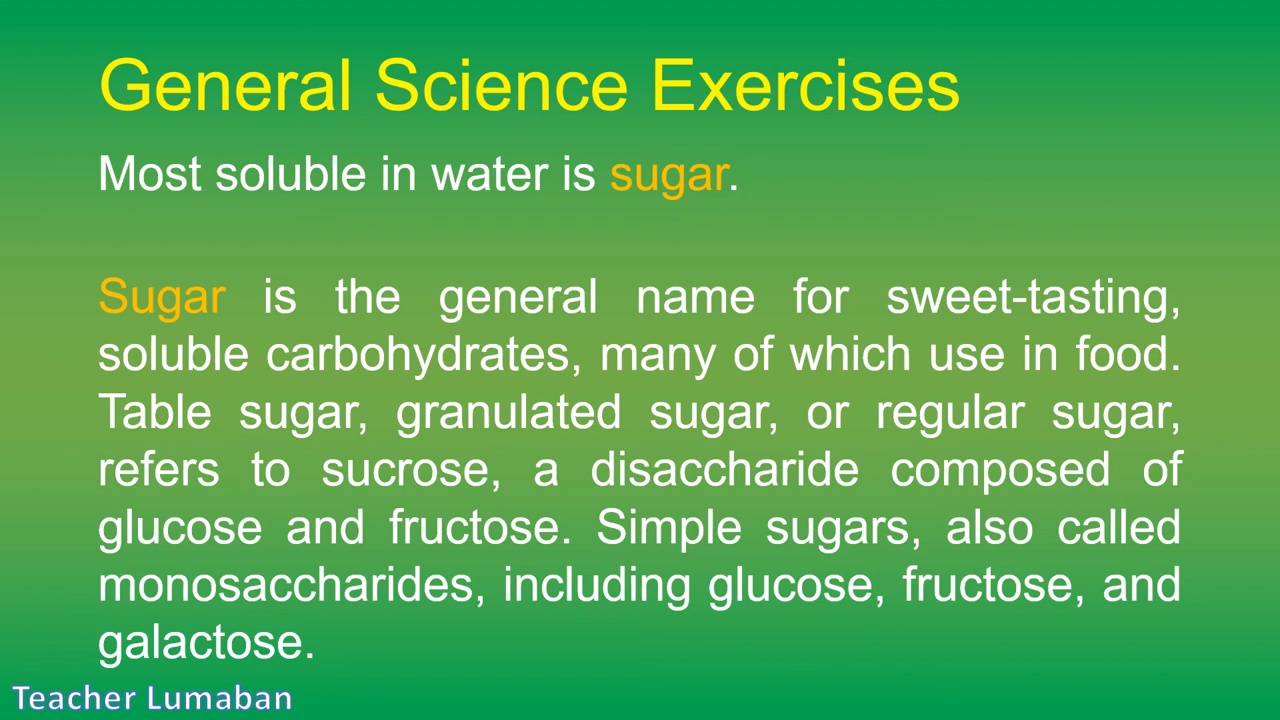 General Science Exercises
Most soluble in water is sugar.
Sugar is the general name for sweet-tasting,
soluble carbohydrates, many of which use in food.
Table sugar, granulated sugar, or regular sugar,
refers to sucrose, a disaccharide composed of
glucose and fructose. Simple sugars, also called
monosaccharides, including glucose, fructose, and
galactose.
Teacher Lumaban